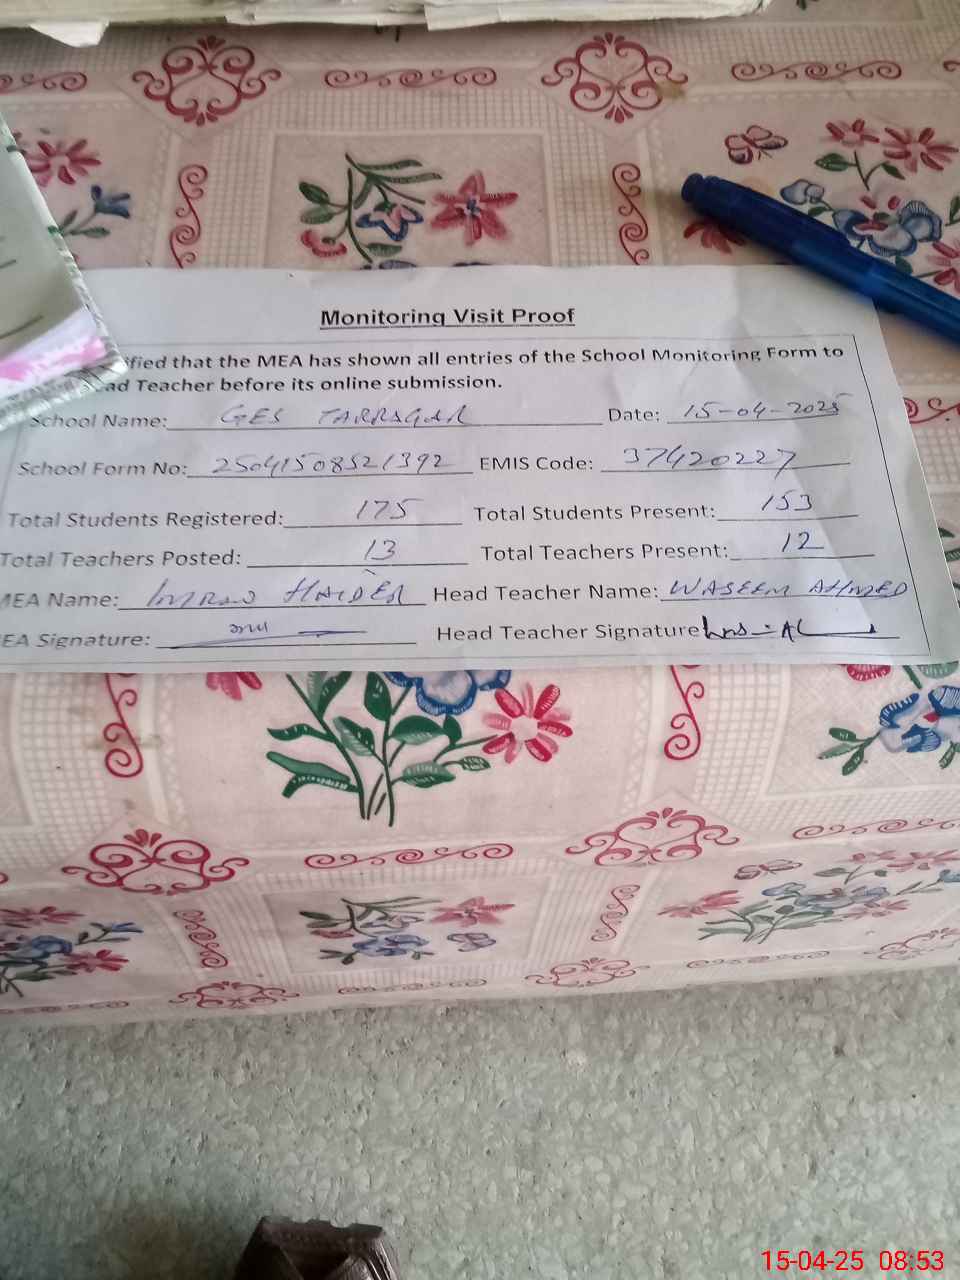 Monitoring Visit Proof
ified that the MEA has shown all entries of the School Monitoring Form to
ad Teacher before its online submission.
School Name: GES TARRAGAR Date: 15-04-2025
School Form No: 25041508521392 EMIS Code: 37420227
Total Students Registered: 175 Total Students Present: 153
Total Teachers Posted: 13 Total Teachers Present: 12
MEA Name: IMRAN HAIDER Head Teacher Name: WASEEM AHMED
EA Signature: Head Teacher Signature
15-04-25 08:53